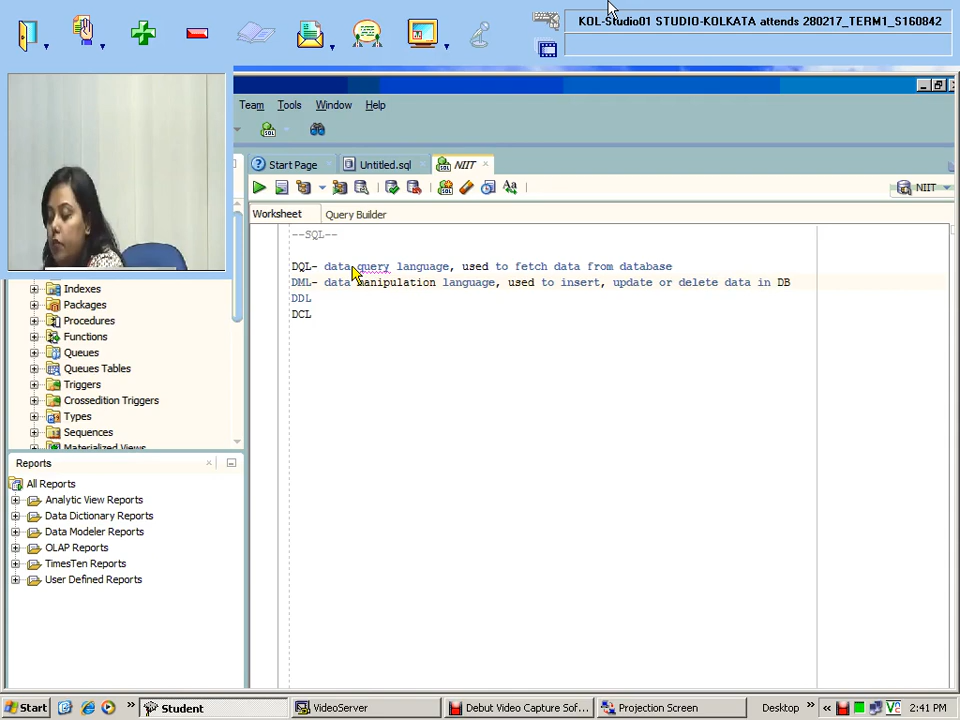 KOL-Studio01 STUDIO-KOLKATA attends 280217_TERM1_S160842
Team Tools Window Help
Start Page
Untitled.sql
NIIT
NIIT
Worksheet
Query Builder
--SQL--
DQL- data query language, used to fetch data from database
DML- data manipulation language, used to insert, update or delete data in DB
DDL
DCL
Indexes
Packages
Procedures
Functions
Queues
Queues Tables
Triggers
Crossedition Triggers
Types
Sequences
Materialized Views
Reports
All Reports
Analytic View Reports
Data Dictionary Reports
Data Modeler Reports
OLAP Reports
TimesTen Reports
User Defined Reports
Start
Student
VideoServer
Debut Video Capture Sof...
Projection Screen
Desktop
2:41 PM